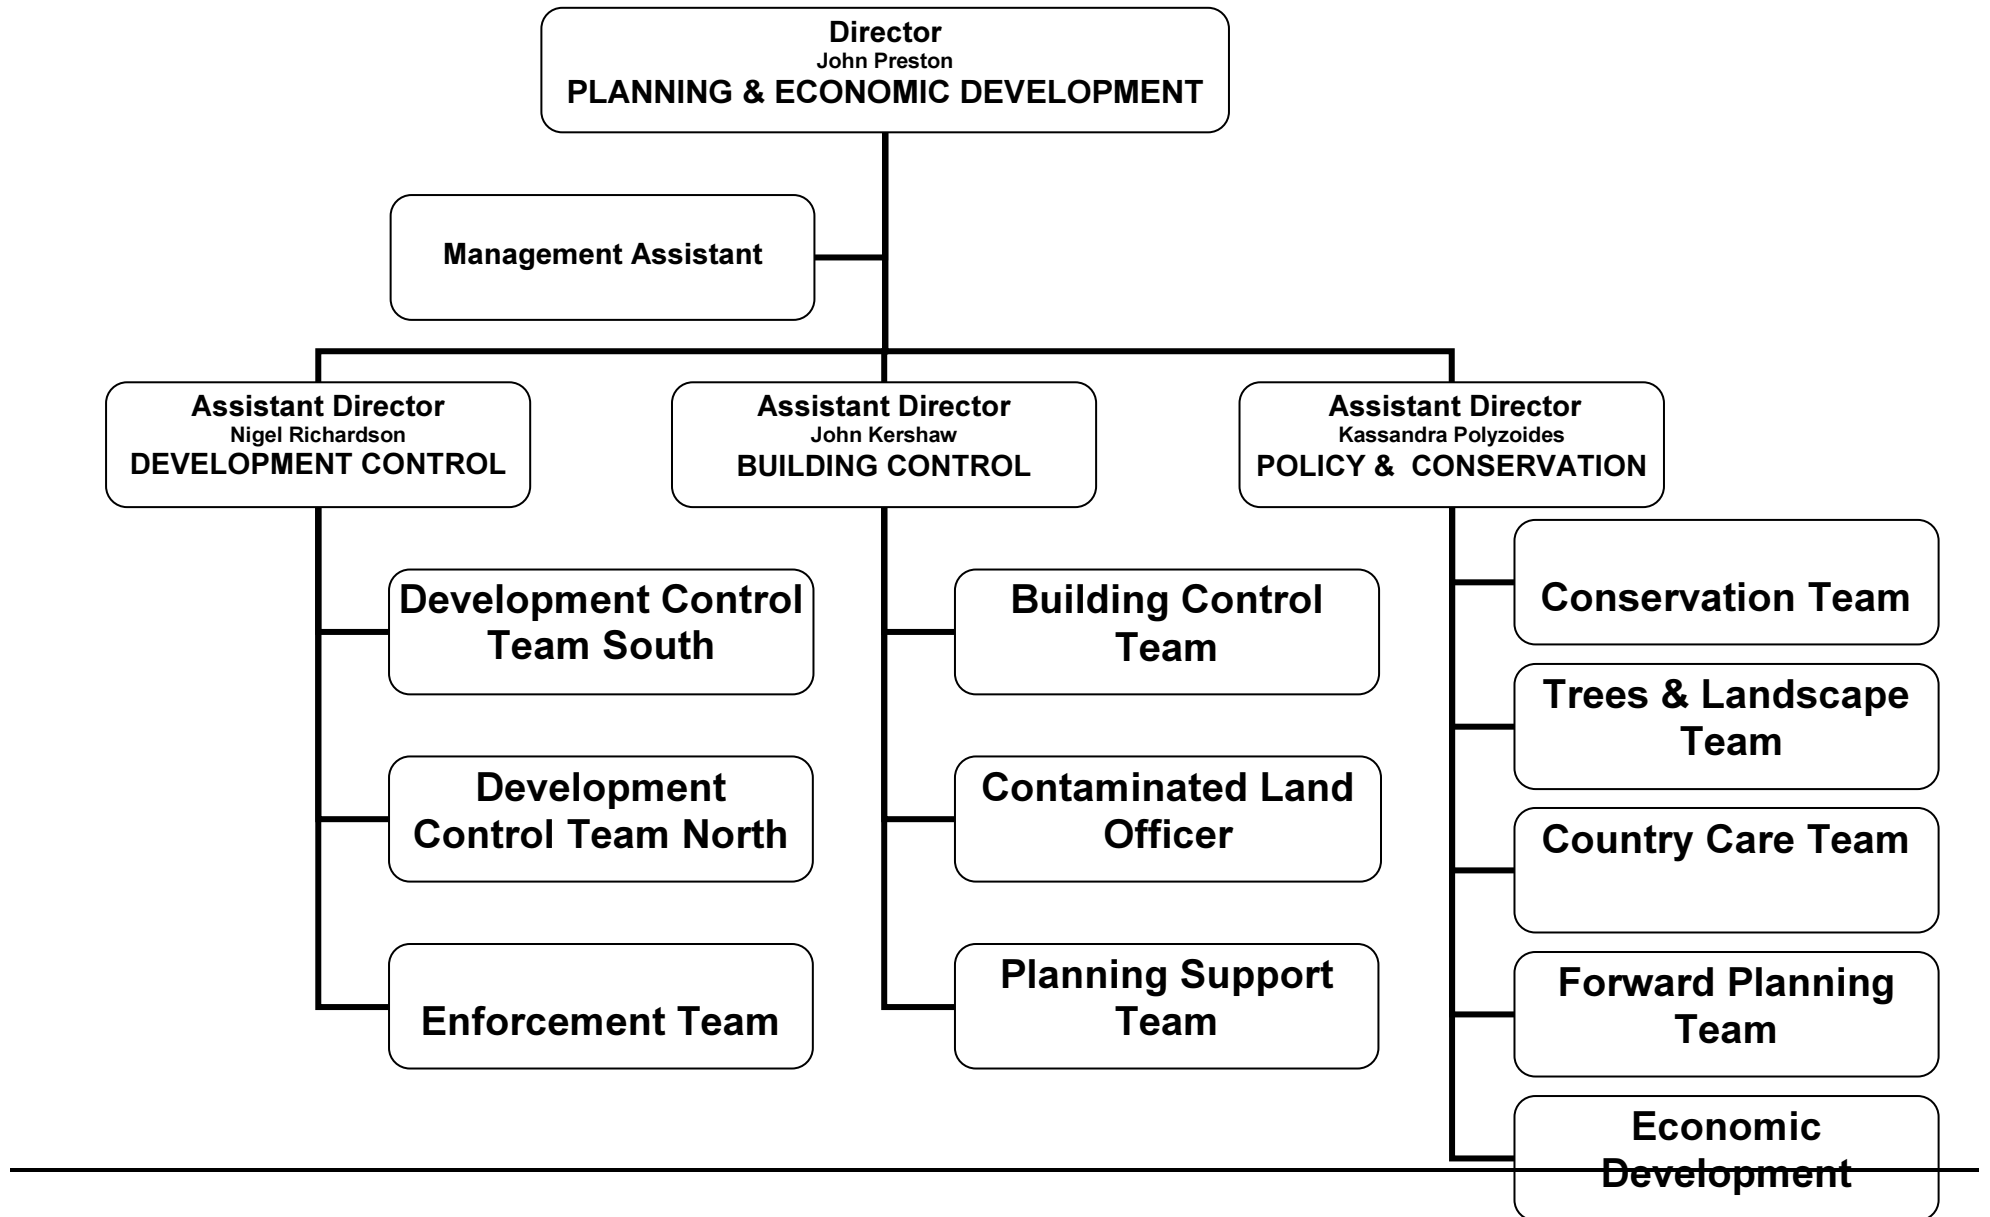 Director
John Preston
PLANNING & ECONOMIC DEVELOPMENT
Management Assistant
Assistant Director
Nigel Richardson
DEVELOPMENT CONTROL
Assistant Director
John Kershaw
BUILDING CONTROL
Assistant Director
Kassandra Polyzoides
POLICY & CONSERVATION
Development Control
Team South
Development
Control Team North
Enforcement Team
Building Control
Team
Contaminated Land
Officer
Planning Support
Team
Conservation Team
Trees & Landscape
Team
Country Care Team
Forward Planning
Team
Economic
Development